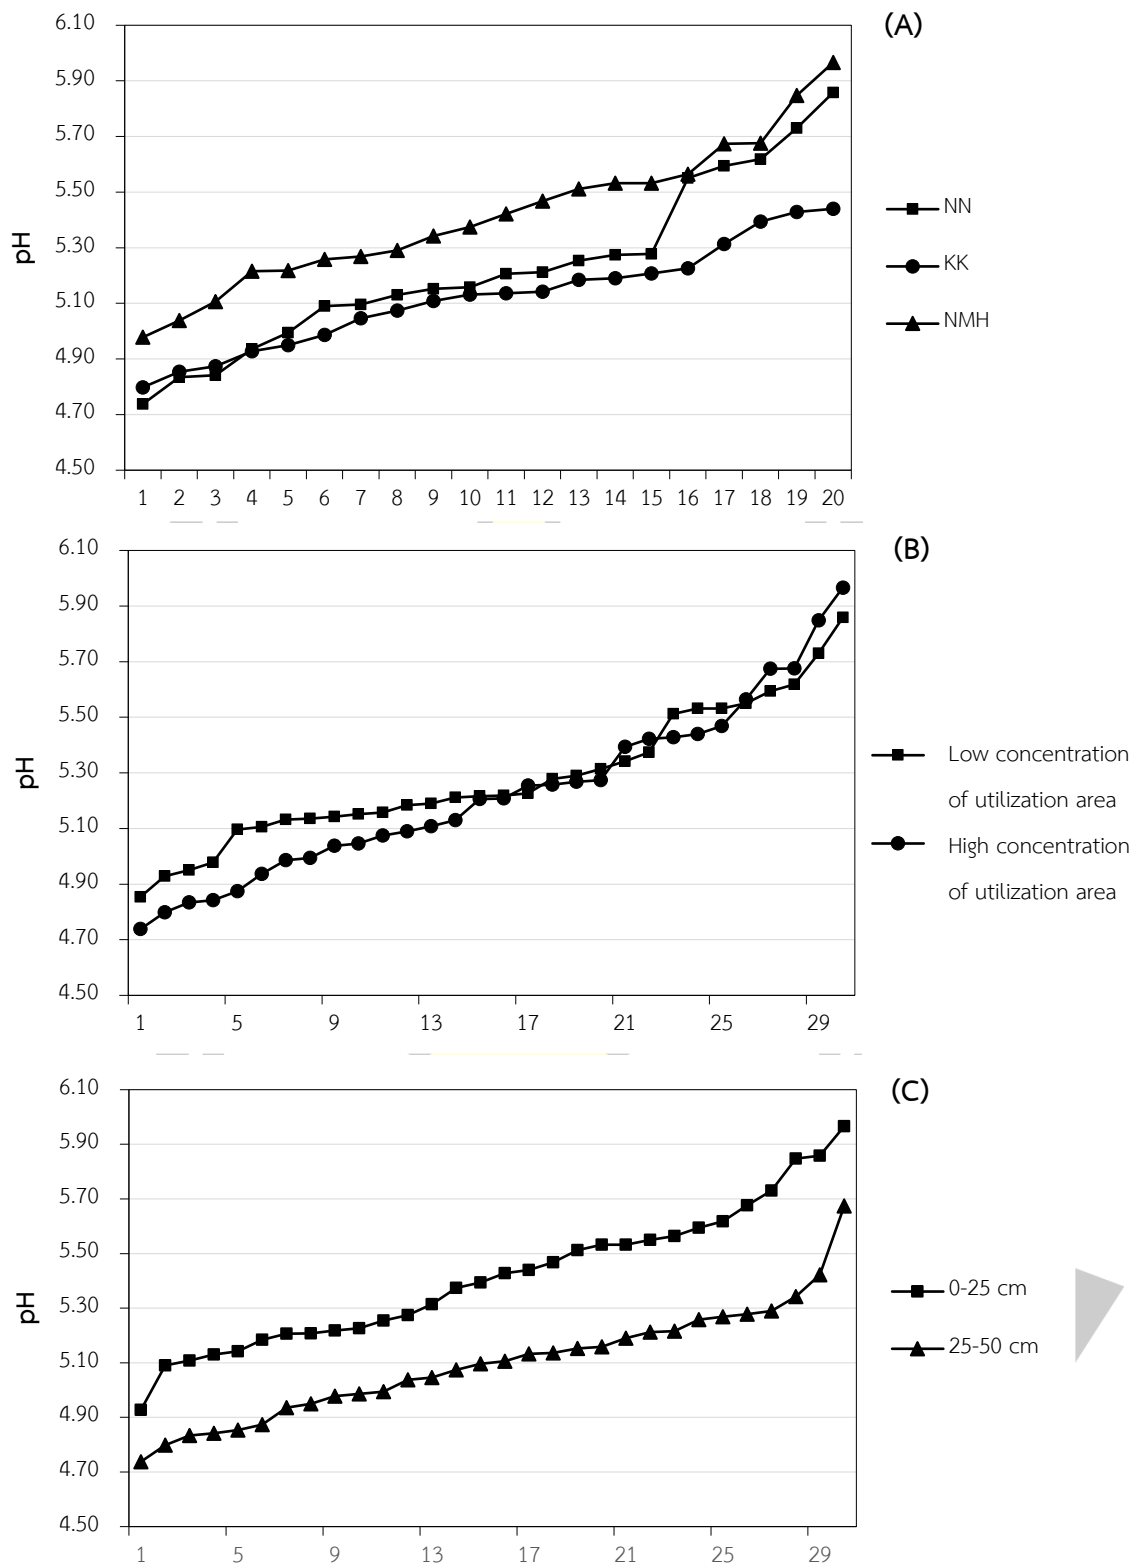 (A)
6.10
5.90
5.70
5.50
5.30
5.10
4.90
4.70
4.50
pH
1 2 3 4 5 6 7 8 9 10 11 12 13 14 15 16 17 18 19 20
NN
KK
NMH
(B)
6.10
5.90
5.70
5.50
5.30
5.10
4.90
4.70
4.50
pH
1 5 9 13 17 21 25 29
Low concentration
of utilization area
High concentration
of utilization area
(C)
6.10
5.90
5.70
5.50
5.30
5.10
4.90
4.70
4.50
pH
1 5 9 13 17 21 25 29
0-25 cm
25-50 cm